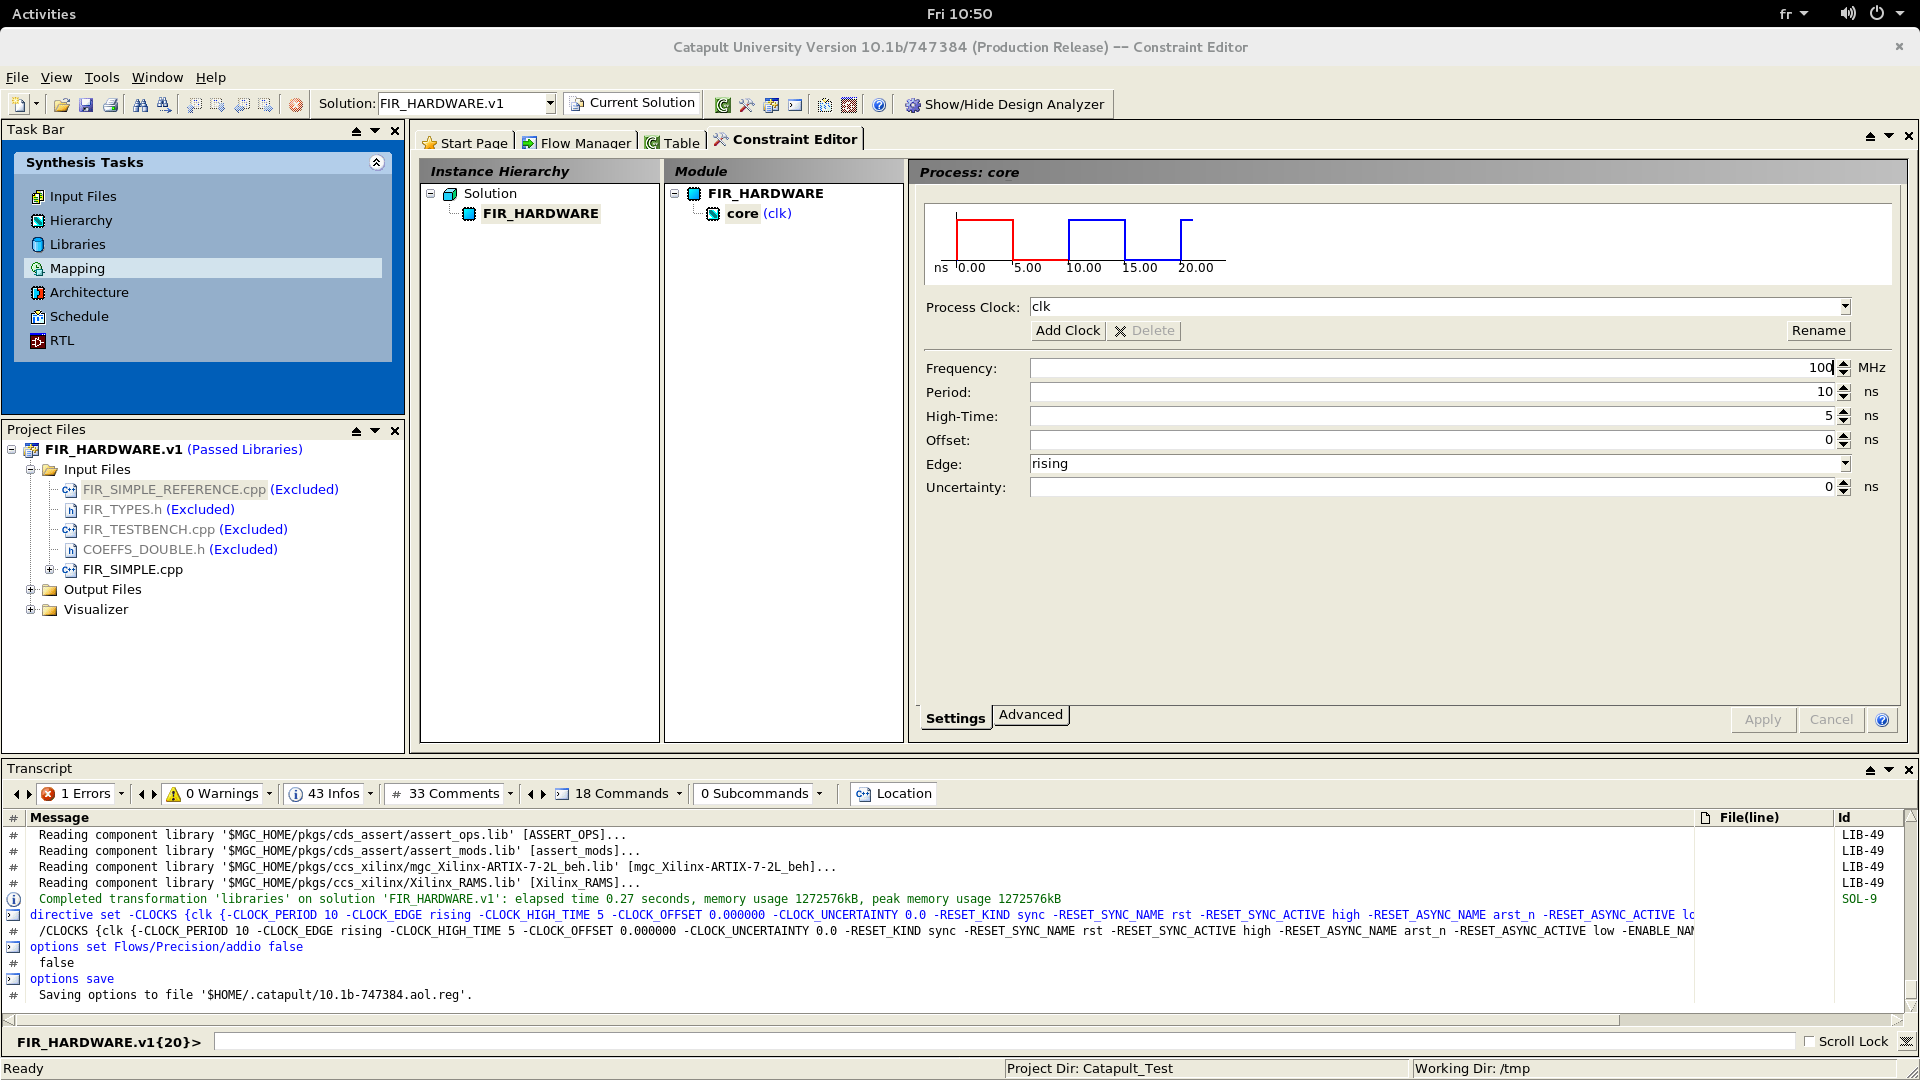 Activities
Fri 10:50
fr
Catapult University Version 10.1b/747384 (Production Release) -- Constraint Editor
File View Tools Window Help
Solution: FIR_HARDWARE.v1 Current Solution Show/Hide Design Analyzer
Task Bar
Synthesis Tasks
Input Files
Hierarchy
Libraries
Mapping
Architecture
Schedule
RTL
Project Files
FIR_HARDWARE.v1 (Passed Libraries)
Input Files
FIR_SIMPLE_REFERENCE.cpp (Excluded)
FIR_TYPES.h (Excluded)
FIR_TESTBENCH.cpp (Excluded)
COEFFS_DOUBLE.h (Excluded)
FIR_SIMPLE.cpp
Output Files
Visualizer
Start Page Flow Manager Table Constraint Editor
Instance Hierarchy
Solution
FIR_HARDWARE
Module
FIR_HARDWARE
core (clk)
Process: core
ns 0.00 5.00 10.00 15.00 20.00
Process Clock: clk
Add Clock Delete Rename
Frequency: 100 MHz
Period: 10 ns
High-Time: 5 ns
Offset: 0 ns
Edge: rising
Uncertainty: 0 ns
Settings Advanced Apply Cancel
Transcript
1 Errors 0 Warnings 43 Infos # 33 Comments 18 Commands 0 Subcommands Location
# Message File(line) Id
# Reading component library '$MGC_HOME/pkgs/cds_assert/assert_ops.lib' [ASSERT_OPS]... LIB-49
# Reading component library '$MGC_HOME/pkgs/cds_assert/assert_mods.lib' [assert_mods]... LIB-49
# Reading component library '$MGC_HOME/pkgs/ccs_xilinx/mgc_Xilinx-ARTIX-7-2L_beh.lib' [mgc_Xilinx-ARTIX-7-2L_beh]... LIB-49
# Reading component library '$MGC_HOME/pkgs/ccs_xilinx/Xilinx_RAMS.lib' [Xilinx_RAMS]... LIB-49
Completed transformation 'libraries' on solution 'FIR_HARDWARE.v1': elapsed time 0.27 seconds, memory usage 1272576kB, peak memory usage 1272576kB SOL-9
directive set -CLOCKS {clk {-CLOCK_PERIOD 10 -CLOCK_EDGE rising -CLOCK_HIGH_TIME 5 -CLOCK_OFFSET 0.000000 -CLOCK_UNCERTAINTY 0.0 -RESET_KIND sync -RESET_SYNC_NAME rst -RESET_SYNC_ACTIVE high -RESET_ASYNC_NAME arst_n -RESET_ASYNC_ACTIVE lo
# /CLOCKS {clk {-CLOCK_PERIOD 10 -CLOCK_EDGE rising -CLOCK_HIGH_TIME 5 -CLOCK_OFFSET 0.000000 -CLOCK_UNCERTAINTY 0.0 -RESET_KIND sync -RESET_SYNC_NAME rst -RESET_SYNC_ACTIVE high -RESET_ASYNC_NAME arst_n -RESET_ASYNC_ACTIVE low -ENABLE_NAM
options set Flows/Precision/addio false
# false
options save
# Saving options to file '$HOME/.catapult/10.1b-747384.aol.reg'.
FIR_HARDWARE.v1{20}> Scroll Lock
Ready Project Dir: Catapult_Test Working Dir: /tmp